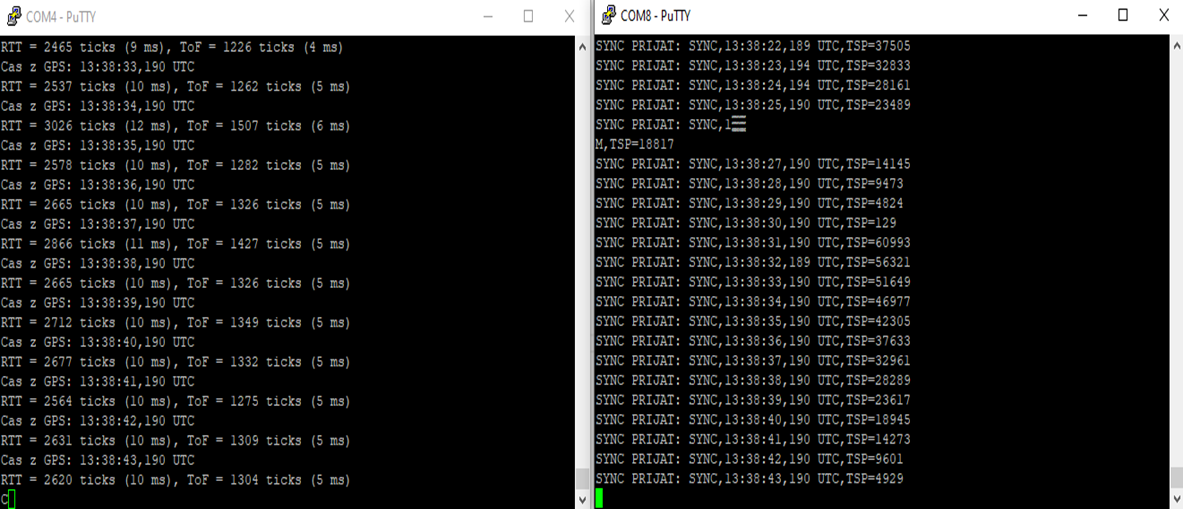 COM4 - PuTTY
RTT = 2465 ticks (9 ms), ToF = 1226 ticks (4 ms)
Cas z GPS: 13:38:33,190 UTC
RTT = 2537 ticks (10 ms), ToF = 1262 ticks (5 ms)
Cas z GPS: 13:38:34,190 UTC
RTT = 3026 ticks (12 ms), ToF = 1507 ticks (6 ms)
Cas z GPS: 13:38:35,190 UTC
RTT = 2578 ticks (10 ms), ToF = 1282 ticks (5 ms)
Cas z GPS: 13:38:36,190 UTC
RTT = 2665 ticks (10 ms), ToF = 1326 ticks (5 ms)
Cas z GPS: 13:38:37,190 UTC
RTT = 2866 ticks (11 ms), ToF = 1427 ticks (5 ms)
Cas z GPS: 13:38:38,190 UTC
RTT = 2665 ticks (10 ms), ToF = 1326 ticks (5 ms)
Cas z GPS: 13:38:39,190 UTC
RTT = 2712 ticks (10 ms), ToF = 1349 ticks (5 ms)
Cas z GPS: 13:38:40,190 UTC
RTT = 2677 ticks (10 ms), ToF = 1332 ticks (5 ms)
Cas z GPS: 13:38:41,190 UTC
RTT = 2564 ticks (10 ms), ToF = 1275 ticks (5 ms)
Cas z GPS: 13:38:42,190 UTC
RTT = 2631 ticks (10 ms), ToF = 1309 ticks (5 ms)
Cas z GPS: 13:38:43,190 UTC
RTT = 2620 ticks (10 ms), ToF = 1304 ticks (5 ms)
C
COM8 - PuTTY
SYNC PRIJAT: SYNC,13:38:22,189 UTC,TSP=37505
SYNC PRIJAT: SYNC,13:38:23,194 UTC,TSP=32833
SYNC PRIJAT: SYNC,13:38:24,194 UTC,TSP=28161
SYNC PRIJAT: SYNC,13:38:25,190 UTC,TSP=23489
SYNC PRIJAT: SYNC,1
M,TSP=18817
SYNC PRIJAT: SYNC,13:38:27,190 UTC,TSP=14145
SYNC PRIJAT: SYNC,13:38:28,190 UTC,TSP=9473
SYNC PRIJAT: SYNC,13:38:29,190 UTC,TSP=4824
SYNC PRIJAT: SYNC,13:38:30,190 UTC,TSP=129
SYNC PRIJAT: SYNC,13:38:31,190 UTC,TSP=60993
SYNC PRIJAT: SYNC,13:38:32,189 UTC,TSP=56321
SYNC PRIJAT: SYNC,13:38:33,190 UTC,TSP=51649
SYNC PRIJAT: SYNC,13:38:34,190 UTC,TSP=46977
SYNC PRIJAT: SYNC,13:38:35,190 UTC,TSP=42305
SYNC PRIJAT: SYNC,13:38:36,190 UTC,TSP=37633
SYNC PRIJAT: SYNC,13:38:37,190 UTC,TSP=32961
SYNC PRIJAT: SYNC,13:38:38,190 UTC,TSP=28289
SYNC PRIJAT: SYNC,13:38:39,190 UTC,TSP=23617
SYNC PRIJAT: SYNC,13:38:40,190 UTC,TSP=18945
SYNC PRIJAT: SYNC,13:38:41,190 UTC,TSP=14273
SYNC PRIJAT: SYNC,13:38:42,190 UTC,TSP=9601
SYNC PRIJAT: SYNC,13:38:43,190 UTC,TSP=4929